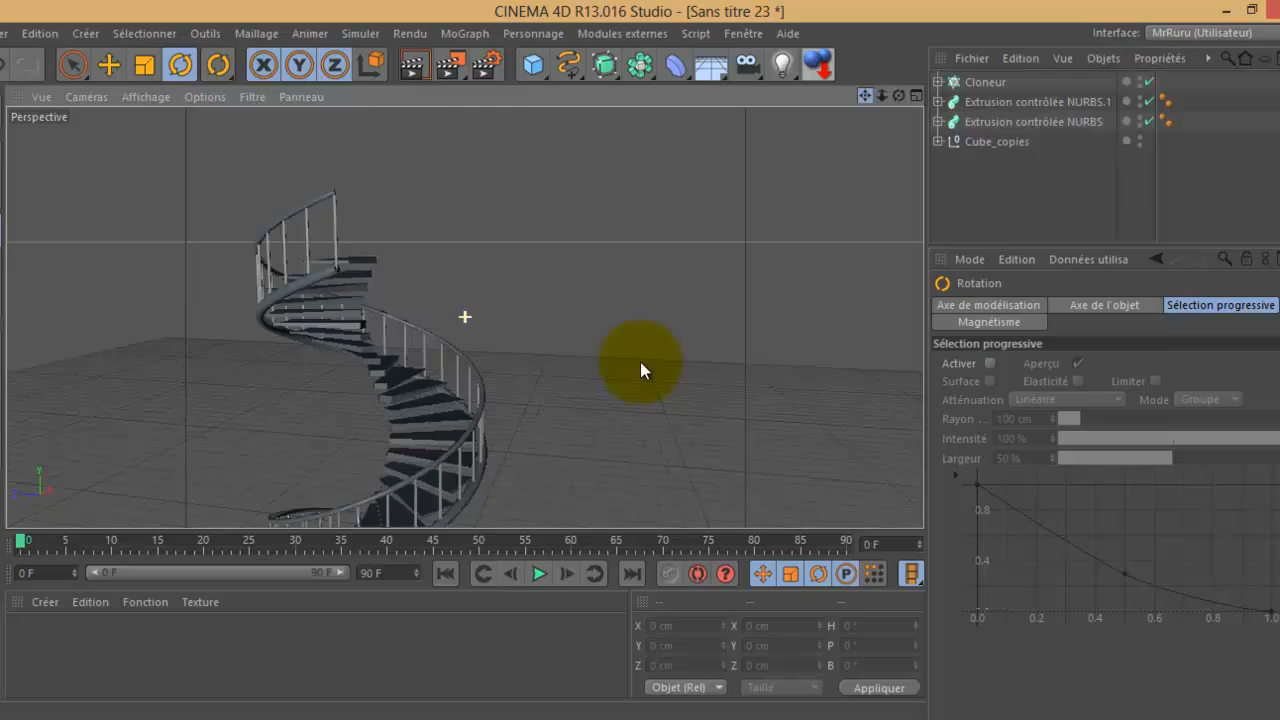 CINEMA 4D R13.016 Studio - [Sans titre 23 *]
er Edition Créer Sélectionner Outils Maillage Animer Simuler Rendu MoGraph Personnage Modules externes Script Fenêtre Aide Interface: MrRuru (Utilisateur)
X Y Z
Fichier Edition Vue Objets Propriétés
Cloneur
Extrusion contrôlée NURBS.1
Extrusion contrôlée NURBS
Cube_copies
Vue Caméras Affichage Options Filtre Panneau
Perspective
Mode Edition Données utilisa
Rotation
Axe de modélisation Axe de l'objet Sélection progressive
Magnétisme
Sélection progressive
Activer Aperçu
Surface Elasticité Limiter
Atténuation Linéaire Mode Groupe
Rayon . . 100 cm
Intensité 100 %
Largeur 50 %
0.8
0.4
0.0 0.2 0.4 0.6 0.8 1.0
0 5 10 15 20 25 30 35 40 45 50 55 60 65 70 75 80 85 90 0 F
0 F 0 F 90 F 90 F
P
Créer Edition Fonction Texture
-- -- --
X 0 cm X 0 cm H 0°
Y 0 cm Y 0 cm P 0°
Z 0 cm Z 0 cm B 0°
Objet (Rel) Taille Appliquer